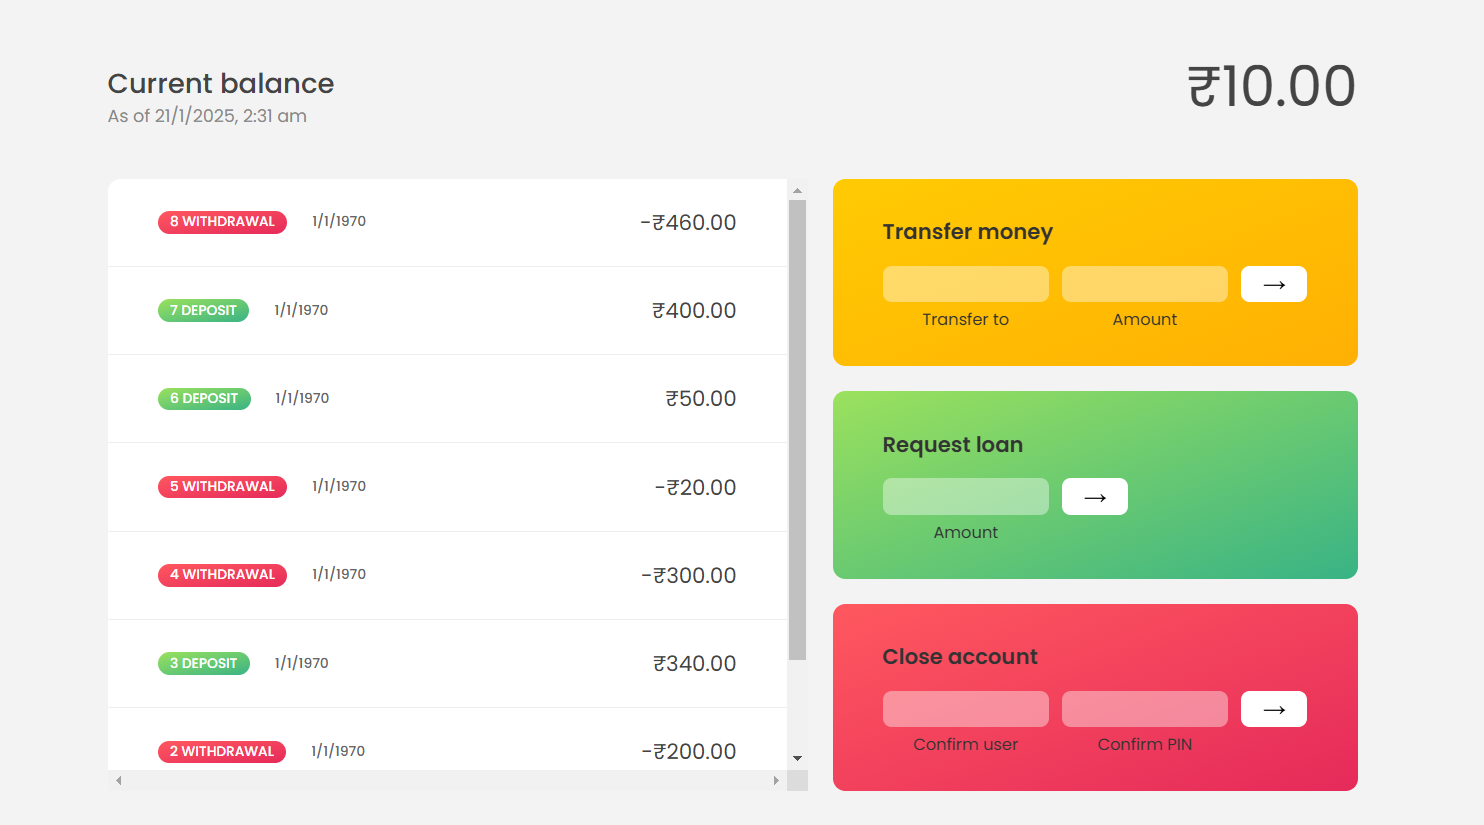 Current balance
As of 21/1/2025, 2:31 am
₹10.00
8 WITHDRAWAL 1/1/1970 -₹460.00
7 DEPOSIT 1/1/1970 ₹400.00
6 DEPOSIT 1/1/1970 ₹50.00
5 WITHDRAWAL 1/1/1970 -₹20.00
4 WITHDRAWAL 1/1/1970 -₹300.00
3 DEPOSIT 1/1/1970 ₹340.00
2 WITHDRAWAL 1/1/1970 -₹200.00
Transfer money
→
Transfer to Amount
Request loan
→
Amount
Close account
→
Confirm user Confirm PIN